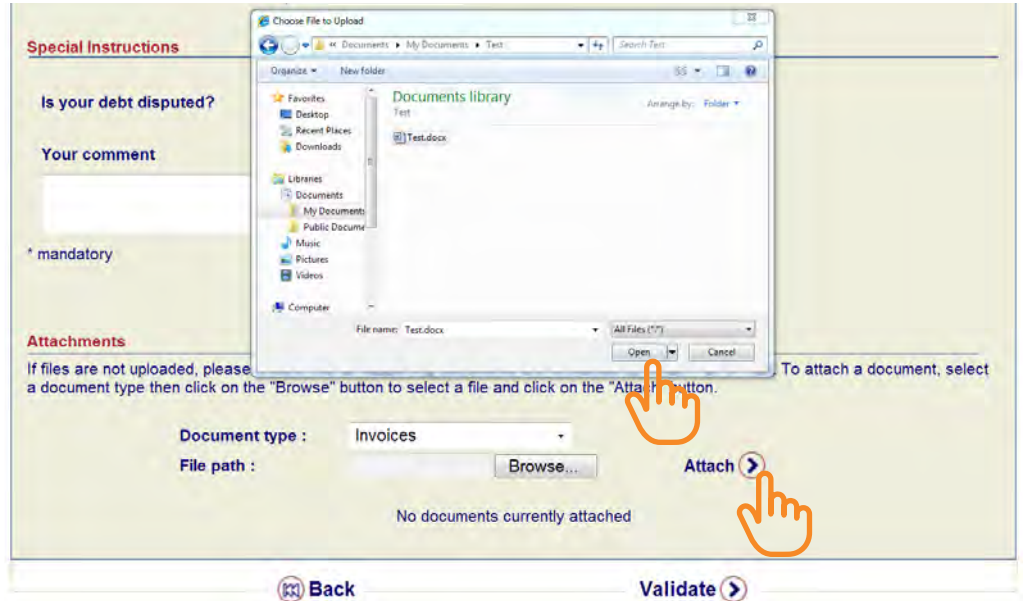 Choose File to Upload
Special Instructions
« Documents ▸ My Documents ▸ Test
Search Test
Organize
New folder
Is your debt disputed?
Favorites
Desktop
Recent Places
Downloads
Documents library
Test
Arrange by: Folder
Test.docx
Your comment
Libraries
Documents
My Documents
Public Docume
Music
Pictures
Videos
* mandatory
Computer
File name: Test.docx
All Files (*.*)
Open
Cancel
Attachments
If files are not uploaded, please
To attach a document, select
a document type then click on the "Browse" button to select a file and click on the "Attach" button.
Document type :
Invoices
File path :
Browse...
Attach
No documents currently attached
Back
Validate